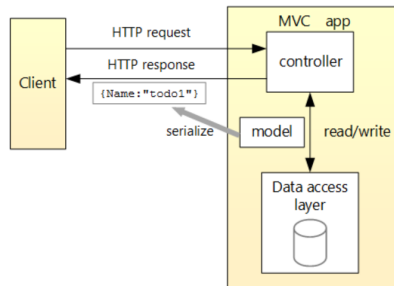 MVC app
HTTP request
controller
HTTP response
Client
{Name:"todo1"}
serialize
model
read/write
Data access
layer